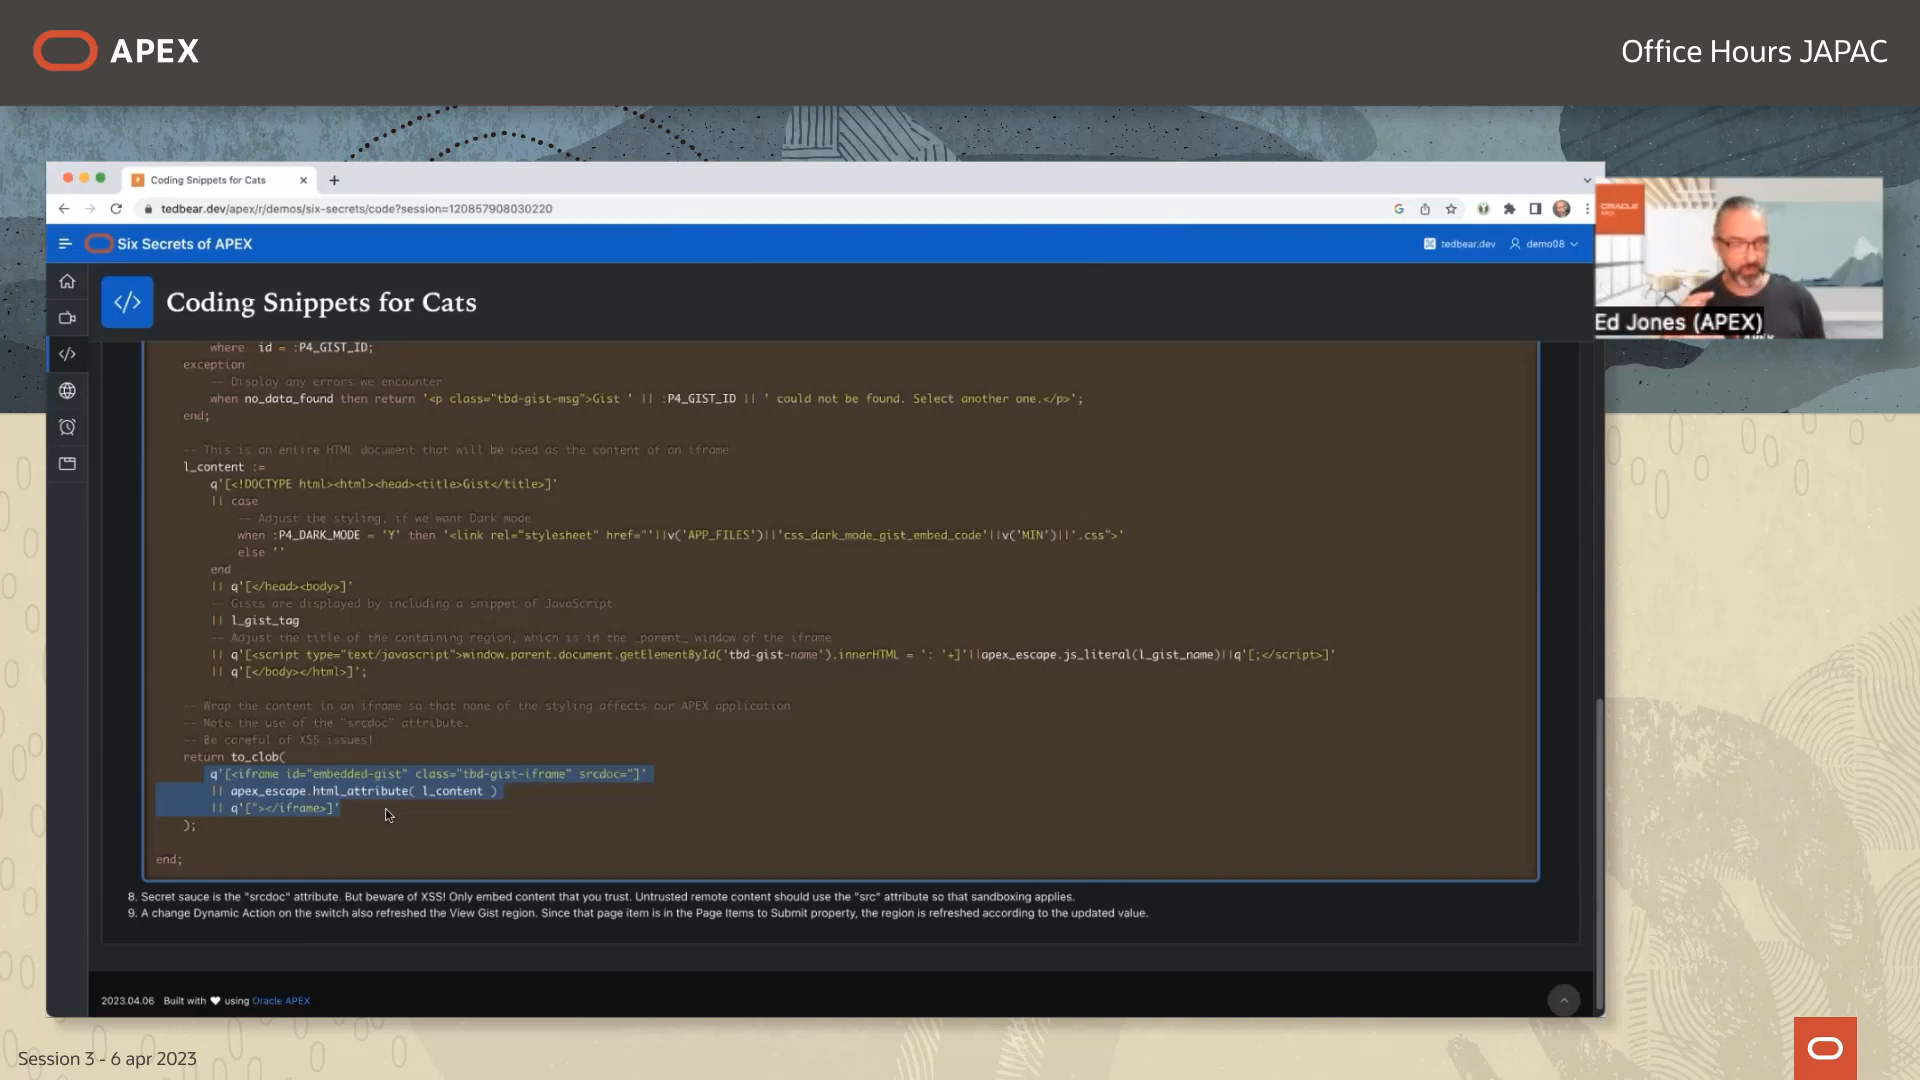 APEX
Office Hours JAPAC
Coding Snippets for Cats
tedbear.dev/apex/r/demos/six-secrets/code?session=120857908030220
Six Secrets of APEX
tedbear.dev
demo08
ORACLE
Coding Snippets for Cats
Ed Jones (APEX)
where id = :P4_GIST_ID;
exception
-- Display any errors we encounter
when no_data_found then return '<p class="tbd-gist-msg">Gist ' || :P4_GIST_ID || ' could not be found. Select another one.</p>';
end;
-- This is an entire HTML document that will be used as the content of an iframe
l_content :=
q'[<!DOCTYPE html><html><head><title>Gist</title>]'
|| case
-- Adjust the styling, if we want Dark mode
when :P4_DARK_MODE = 'Y' then '<link rel="stylesheet" href="'||v('APP_FILES')||'css_dark_mode_gist_embed_code'||v('MIN')||'.css">'
else ''
end
|| q'[</head><body>]'
-- Gists are displayed by including a snippet of JavaScript
|| l_gist_tag
-- Adjust the title of the containing region, which is in the _parent_ window of the iframe
|| q'[<script type="text/javascript">window.parent.document.getElementById('tbd-gist-name').innerHTML = ': '+]'||apex_escape.js_literal(l_gist_name)||q'[;</script>]'
|| q'[</body></html>]';
-- Wrap the content in an iframe so that none of the styling affects our APEX application
-- Note the use of the "srcdoc" attribute.
-- Be careful of XSS issues!
return to_clob(
q'[<iframe id="embedded-gist" class="tbd-gist-iframe" srcdoc="]'
|| apex_escape.html_attribute( l_content )
|| q'["></iframe>]'
);
end;
8. Secret sauce is the "srcdoc" attribute. But beware of XSS! Only embed content that you trust. Untrusted remote content should use the "src" attribute so that sandboxing applies.
9. A change Dynamic Action on the switch also refreshed the View Gist region. Since that page item is in the Page Items to Submit property, the region is refreshed according to the updated value.
2023.04.06 Built with ❤ using Oracle APEX
Session 3 - 6 apr 2023